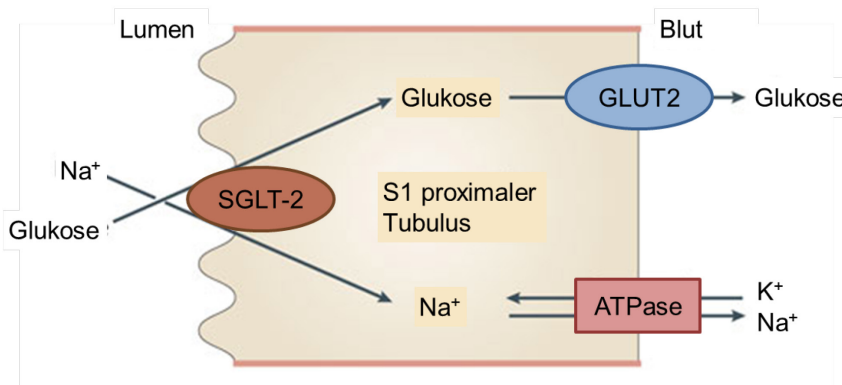 Lumen
Blut
Glukose
GLUT2
Glukose
Na⁺
SGLT-2
S1 proximaler
Tubulus
Glukose
Na⁺
ATPase
K⁺
Na⁺